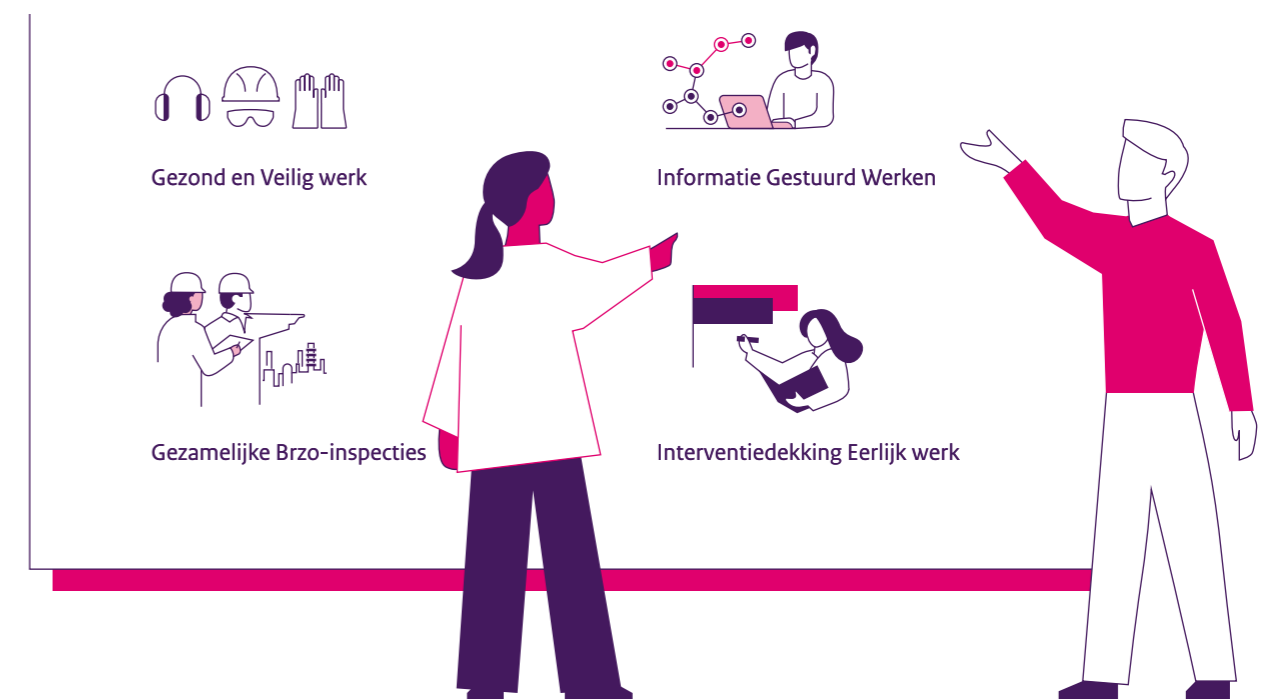 Gezond en Veilig werk
Informatie Gestuurd Werken
Gezamelijke Brzo-inspecties
Interventiedekking Eerlijk werk